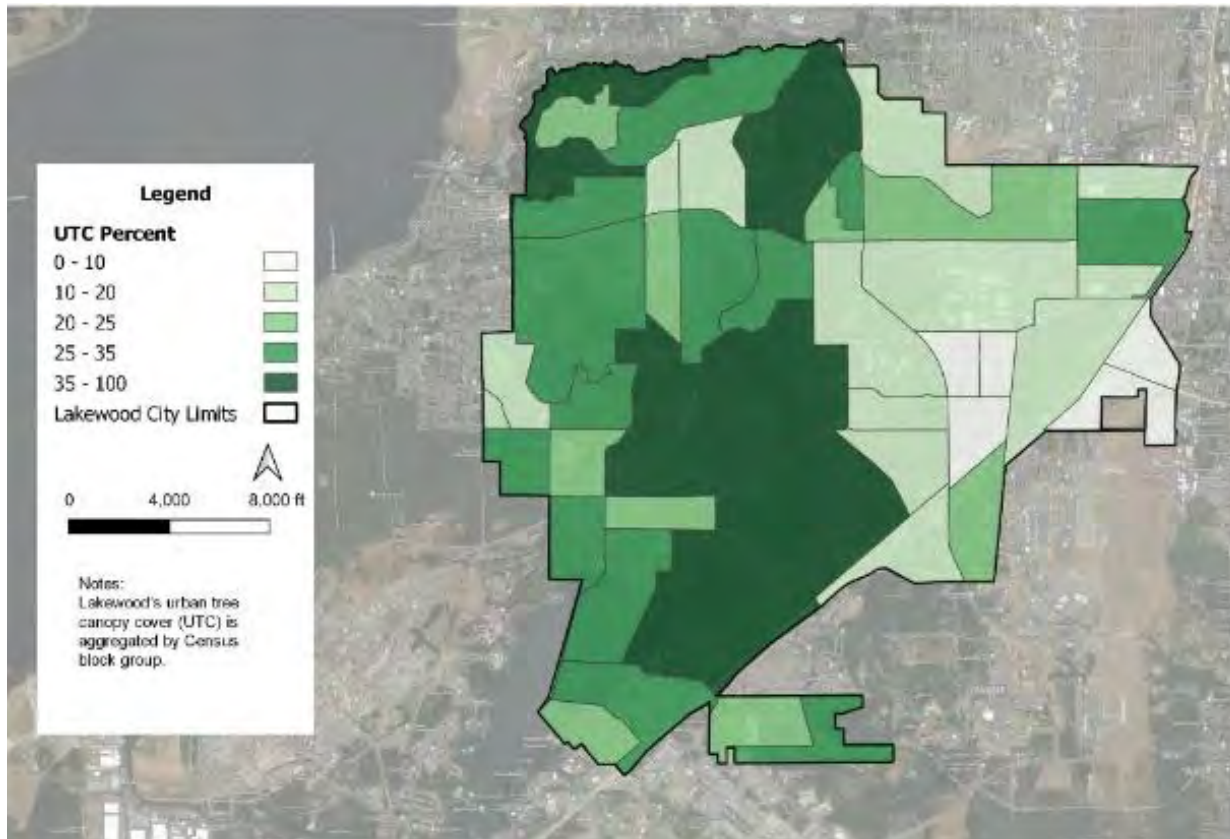 Legend
UTC Percent
0 - 10
10 - 20
20 - 25
25 - 35
35 - 100
Lakewood City Limits
0 4,000 8,000 ft
Notes:
Lakewood's urban tree
canopy cover (UTC) is
aggregated by Census
block group.